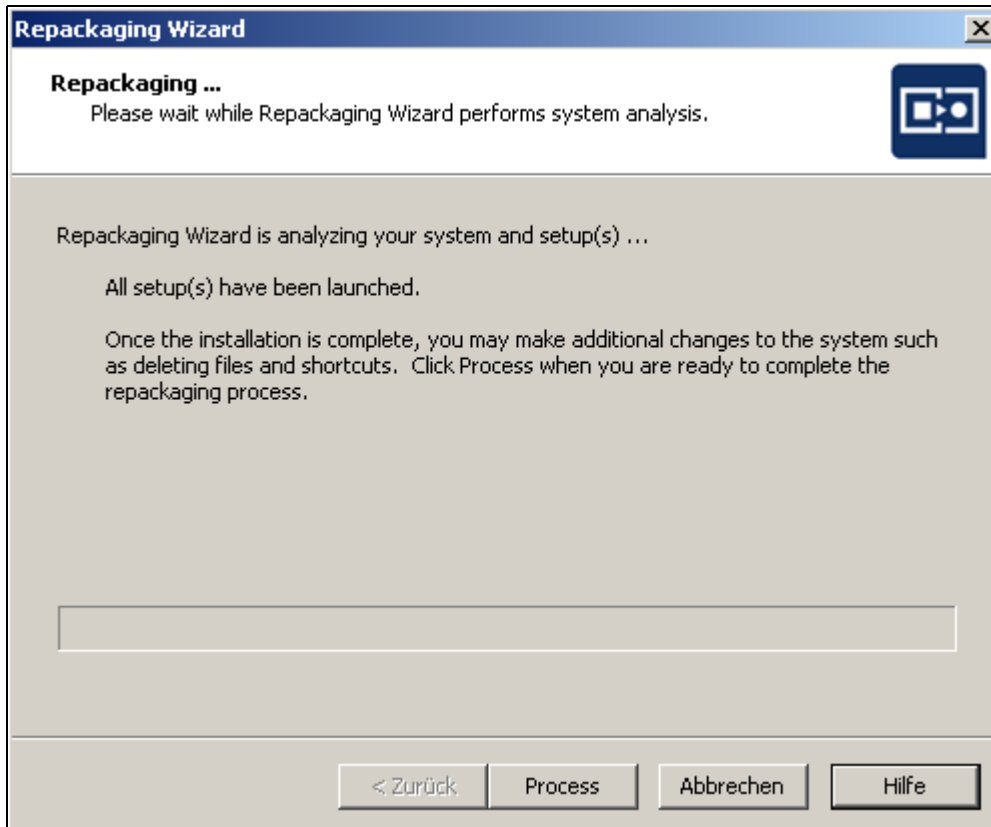 Repackaging Wizard
Repackaging ...
Please wait while Repackaging Wizard performs system analysis.
Repackaging Wizard is analyzing your system and setup(s) ...
All setup(s) have been launched.
Once the installation is complete, you may make additional changes to the system such
as deleting files and shortcuts.  Click Process when you are ready to complete the
repackaging process.
< Zurück
Process
Abbrechen
Hilfe